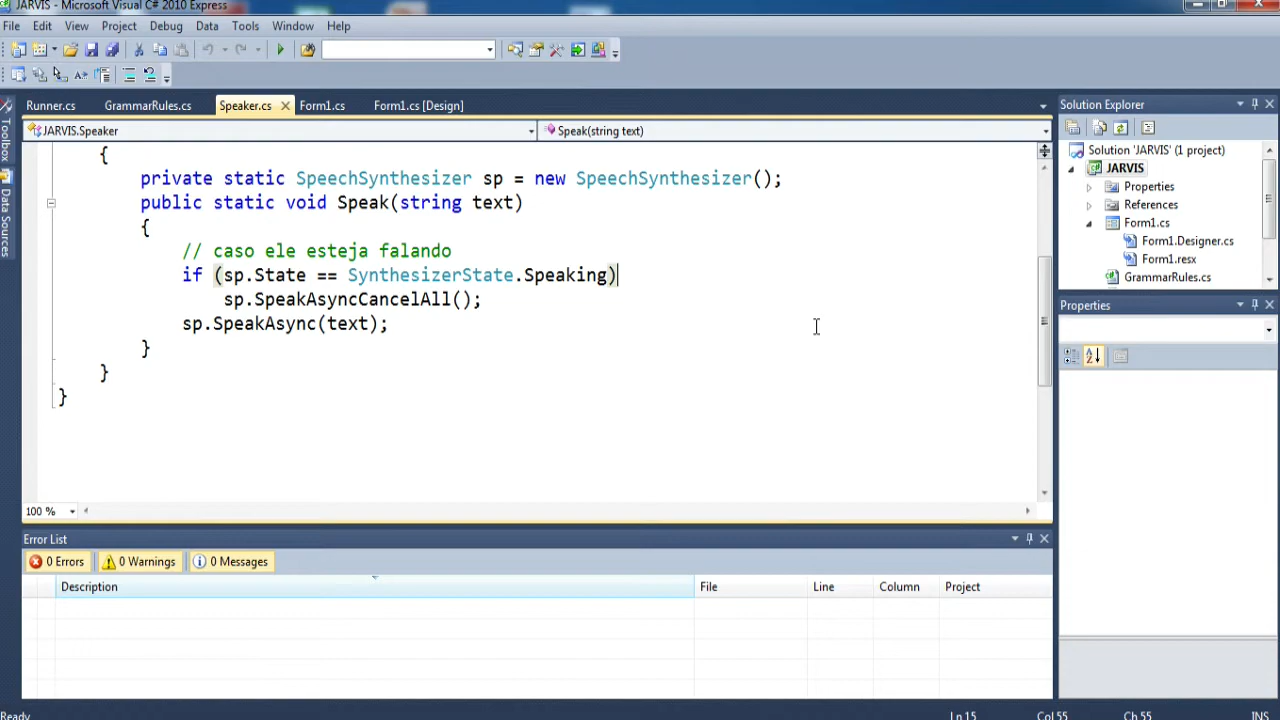 JARVIS - Microsoft Visual C# 2010 Express
File Edit View Project Debug Data Tools Window Help
Runner.cs GrammarRules.cs Speaker.cs Form1.cs Form1.cs [Design]
JARVIS.Speaker Speak(string text)
{
private static SpeechSynthesizer sp = new SpeechSynthesizer();
public static void Speak(string text)
{
// caso ele esteja falando
if (sp.State == SynthesizerState.Speaking)
sp.SpeakAsyncCancelAll();
sp.SpeakAsync(text);
}
}
}
100 %
Toolbox
Data Sources
Solution Explorer
Solution 'JARVIS' (1 project)
JARVIS
Properties
References
Form1.cs
Form1.Designer.cs
Form1.resx
GrammarRules.cs
Properties
Error List
0 Errors 0 Warnings 0 Messages
Description File Line Column Project
Ready Ln 15 Col 55 Ch 55 INS